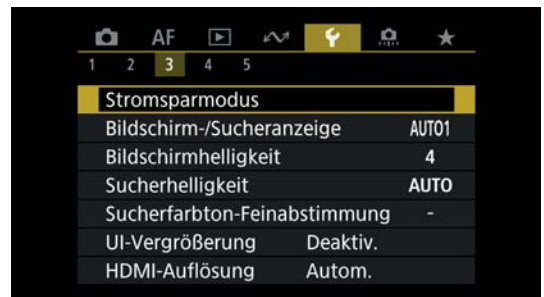 AF
1 2 3 4 5
Stromsparmodus
Bildschirm-/Sucheranzeige AUTO1
Bildschirmhelligkeit 4
Sucherhelligkeit AUTO
Sucherfarbton-Feinabstimmung -
UI-Vergrößerung Deaktiv.
HDMI-Auflösung Autom.